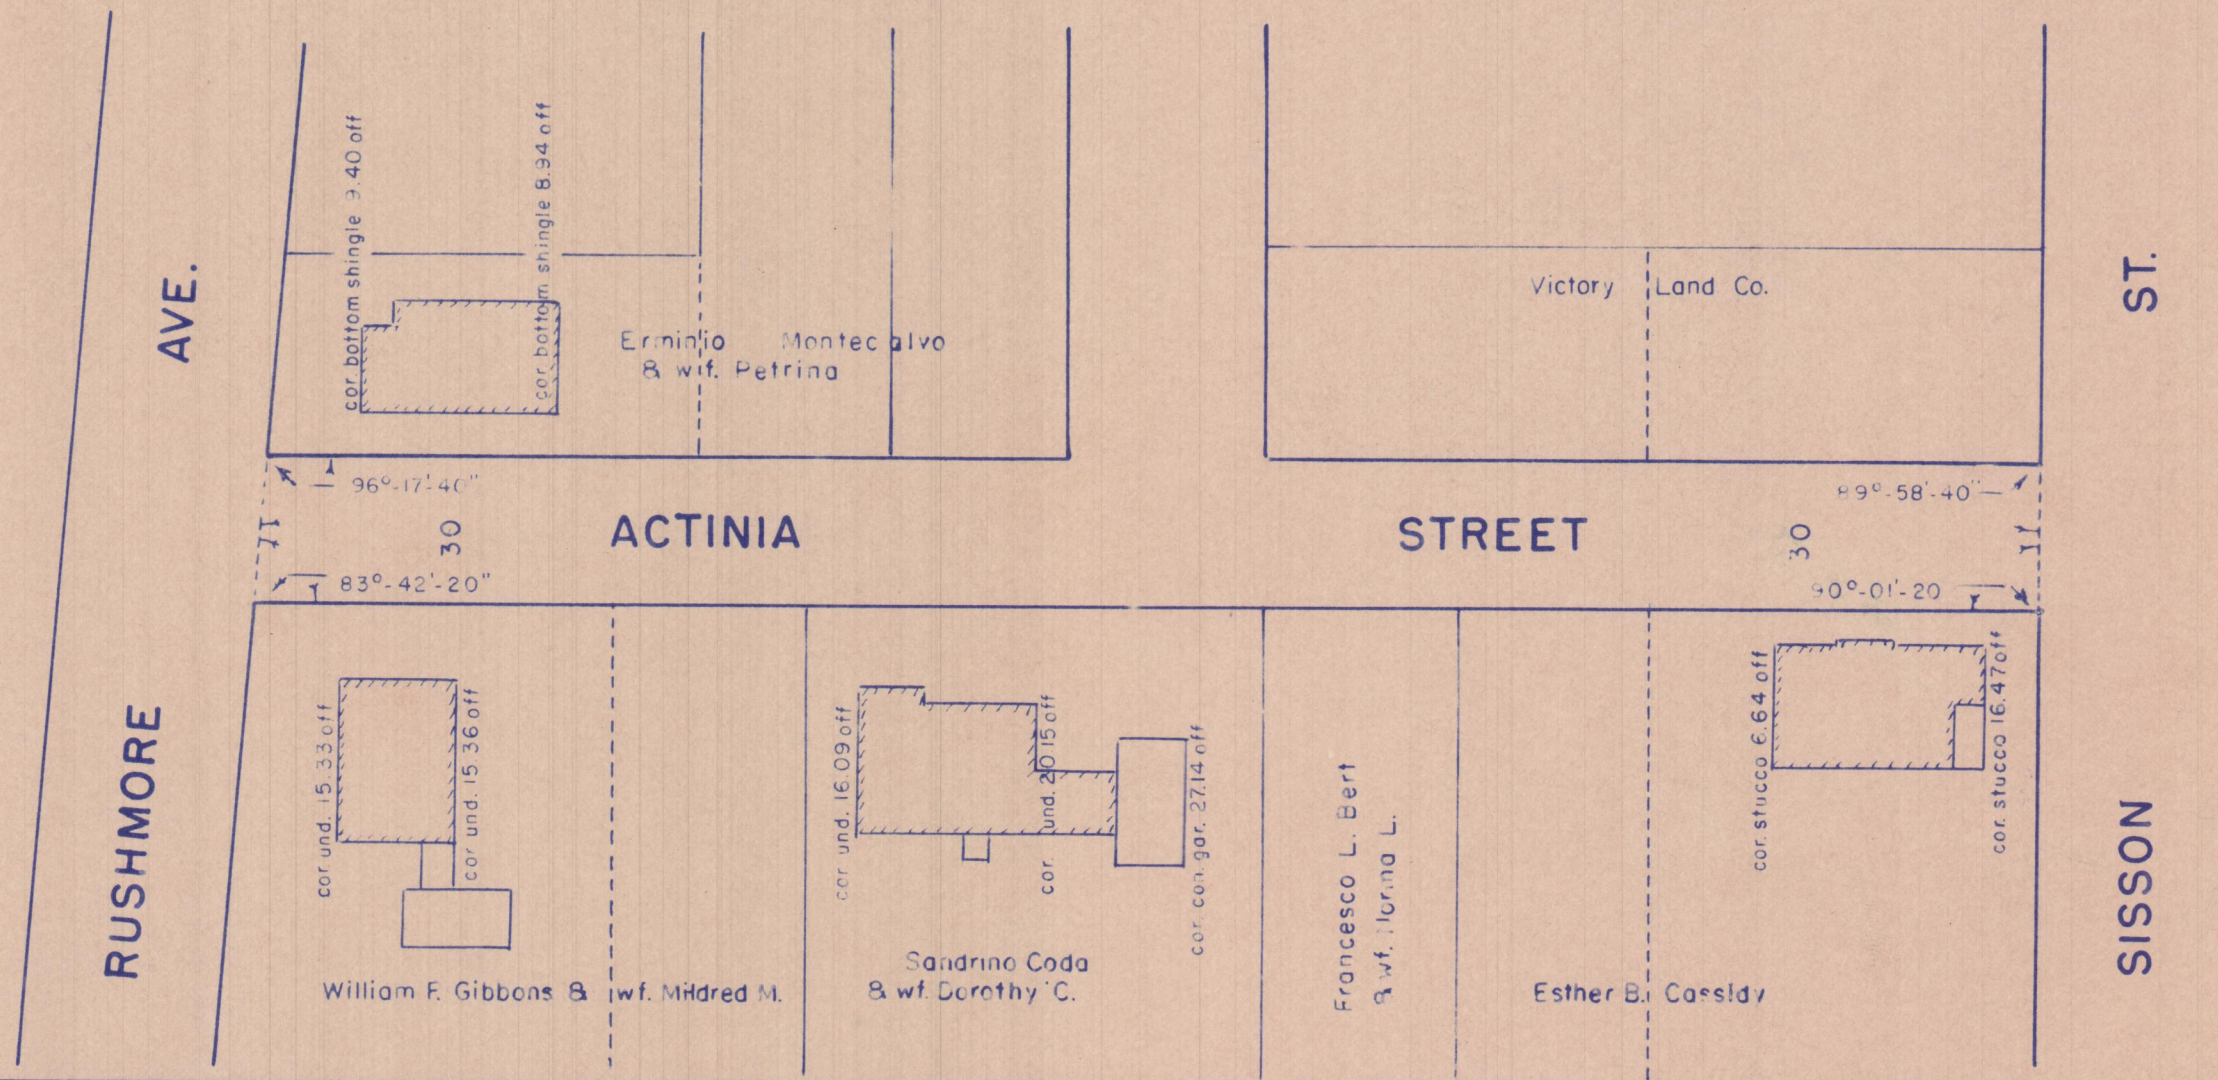 RUSHMORE AVE.
cor. bottom shingle 9.40 off
cor. bottom shingle 8.94 off
Erminio Montecalvo
& wf. Petrina
Victory Land Co.
SISSON ST.
96°-17'-40"
89°-58'-40"
30
ACTINIA STREET
30
83°-42'-20"
90°-01'-20
cor. und. 15.33 off
cor und. 15.36 off
William F. Gibbons & wf. Mildred M.
cor und. 16.09 off
cor. und. 20.15 off
cor. con. gar. 27.14 off
Sandrino Coda
& wf. Dorothy C.
Francesco L. Bert
& wf. L.
cor. stucco 6.64 off
cor. stucco 16.47 off
Esther B. Cassidy